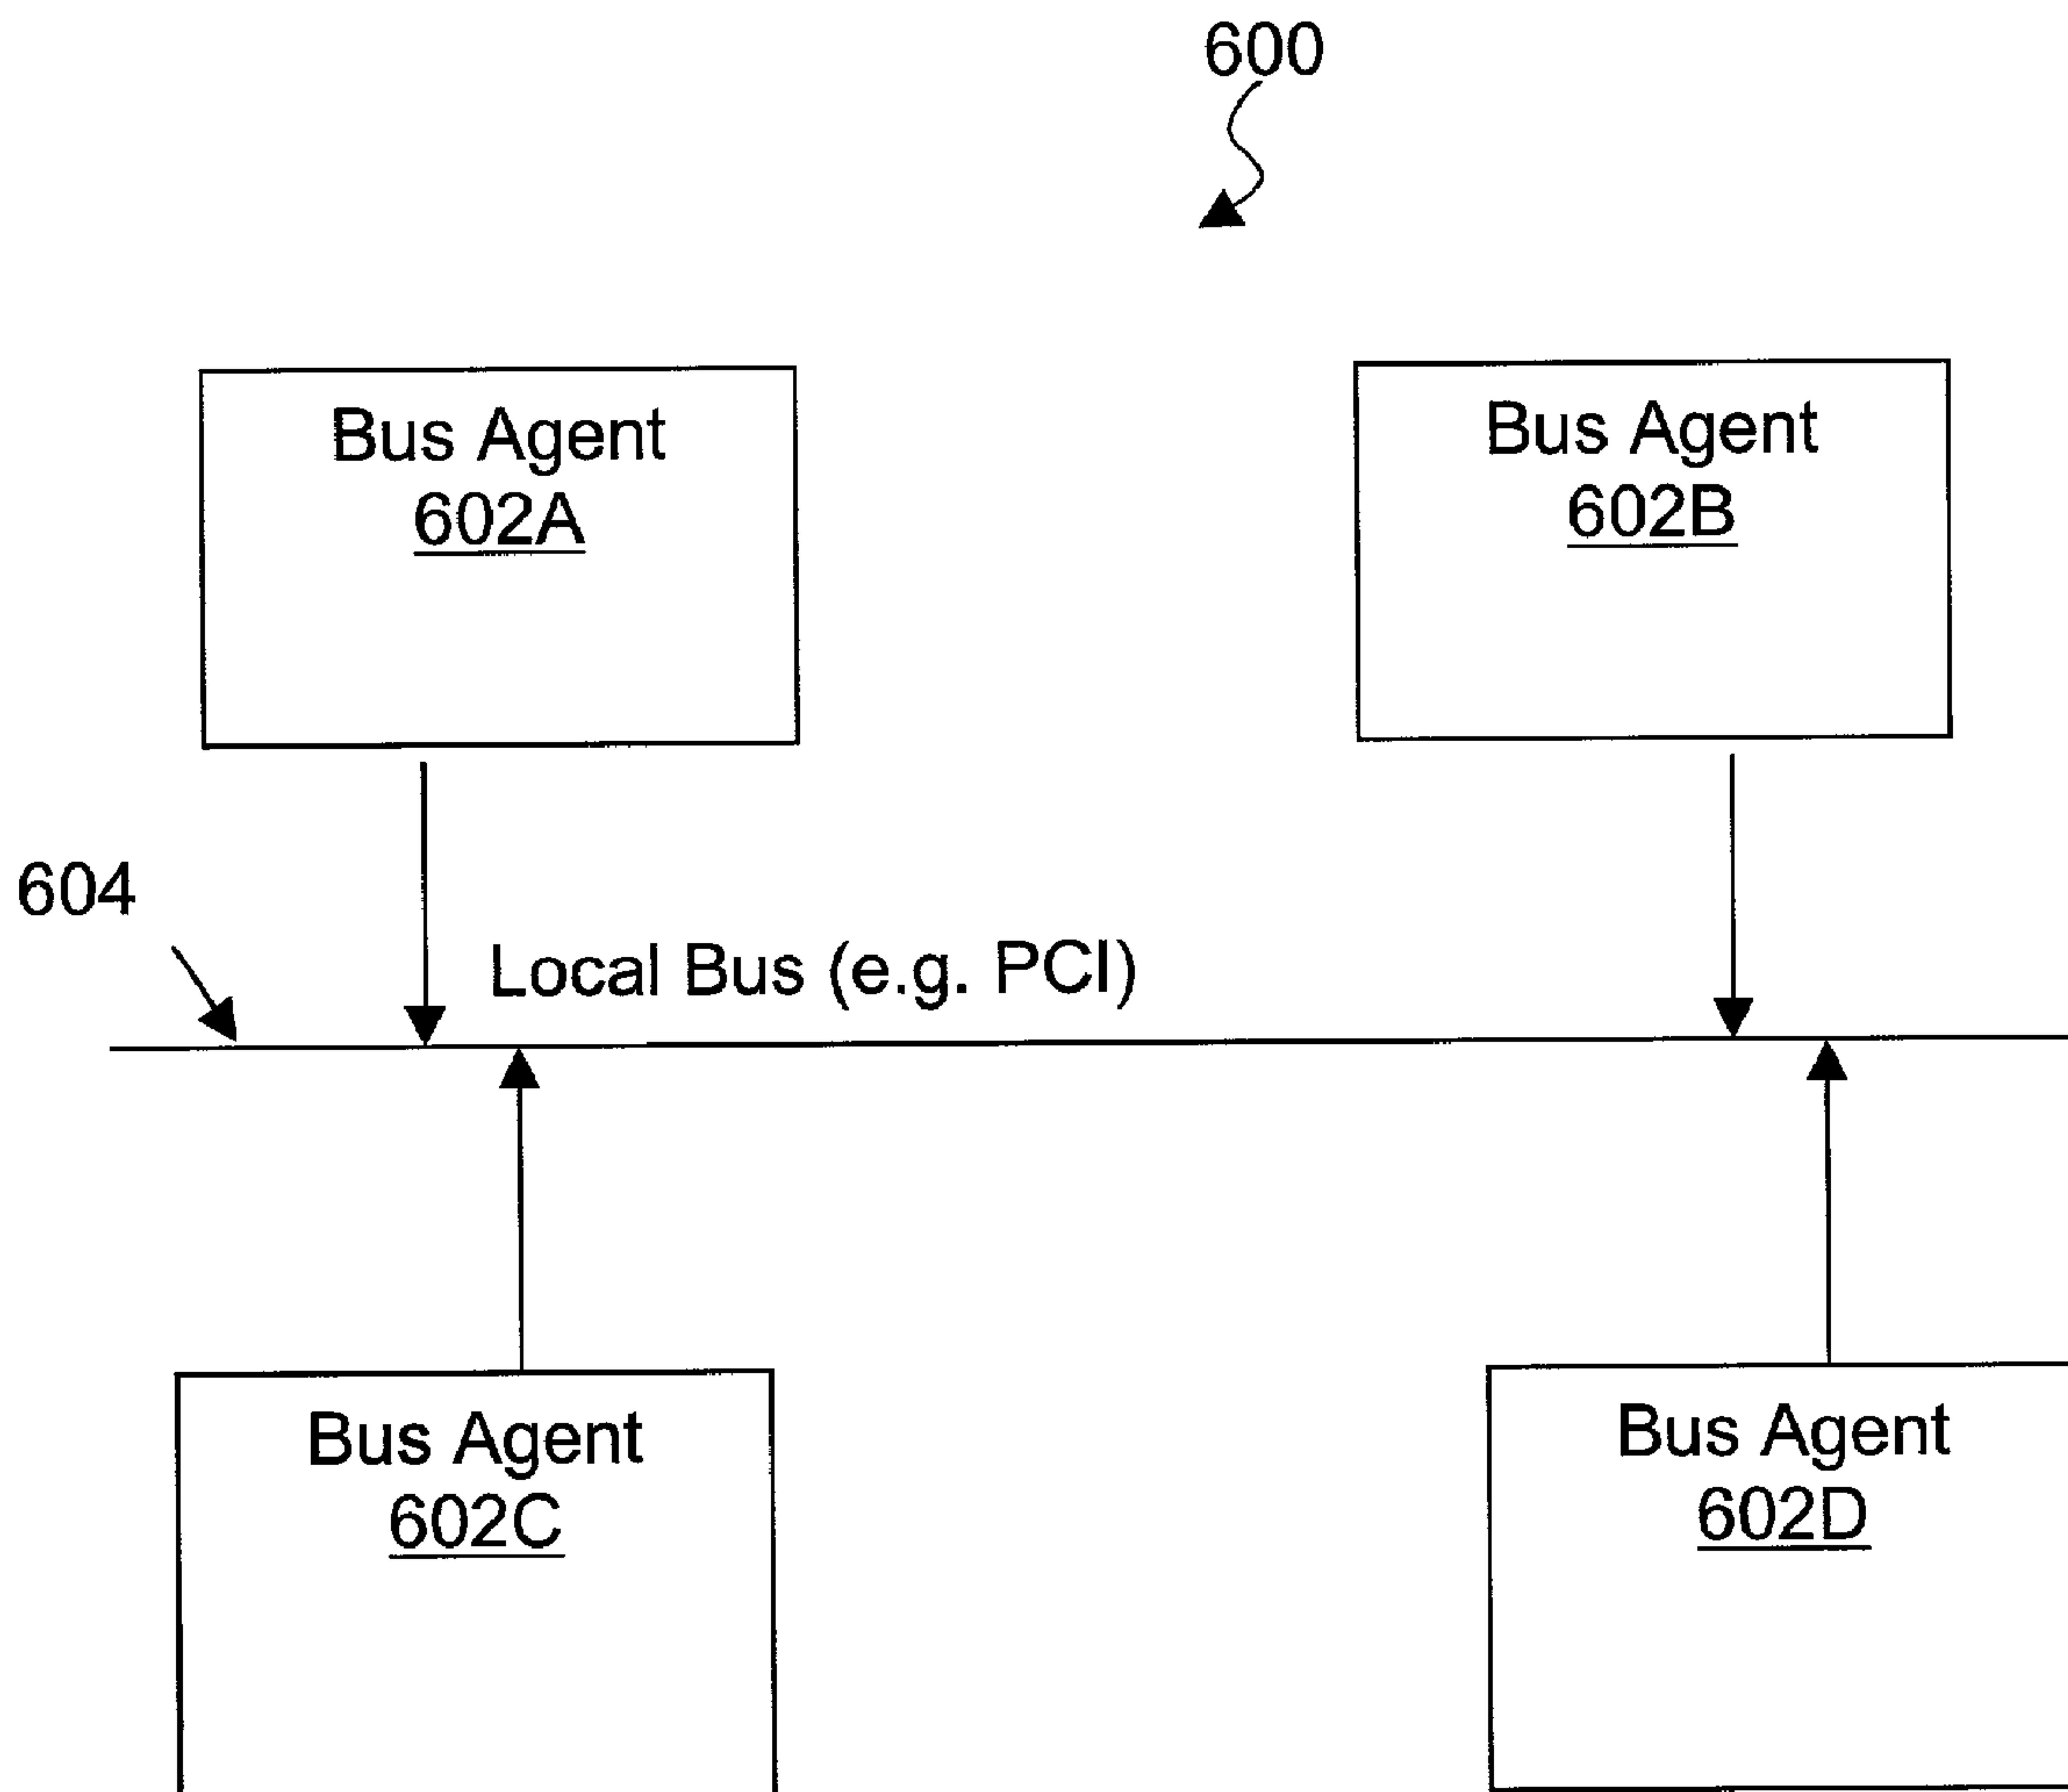 600
Bus Agent
602A
Bus Agent
602B
604
Local Bus (e.g. PCI)
Bus Agent
602C
Bus Agent
602D